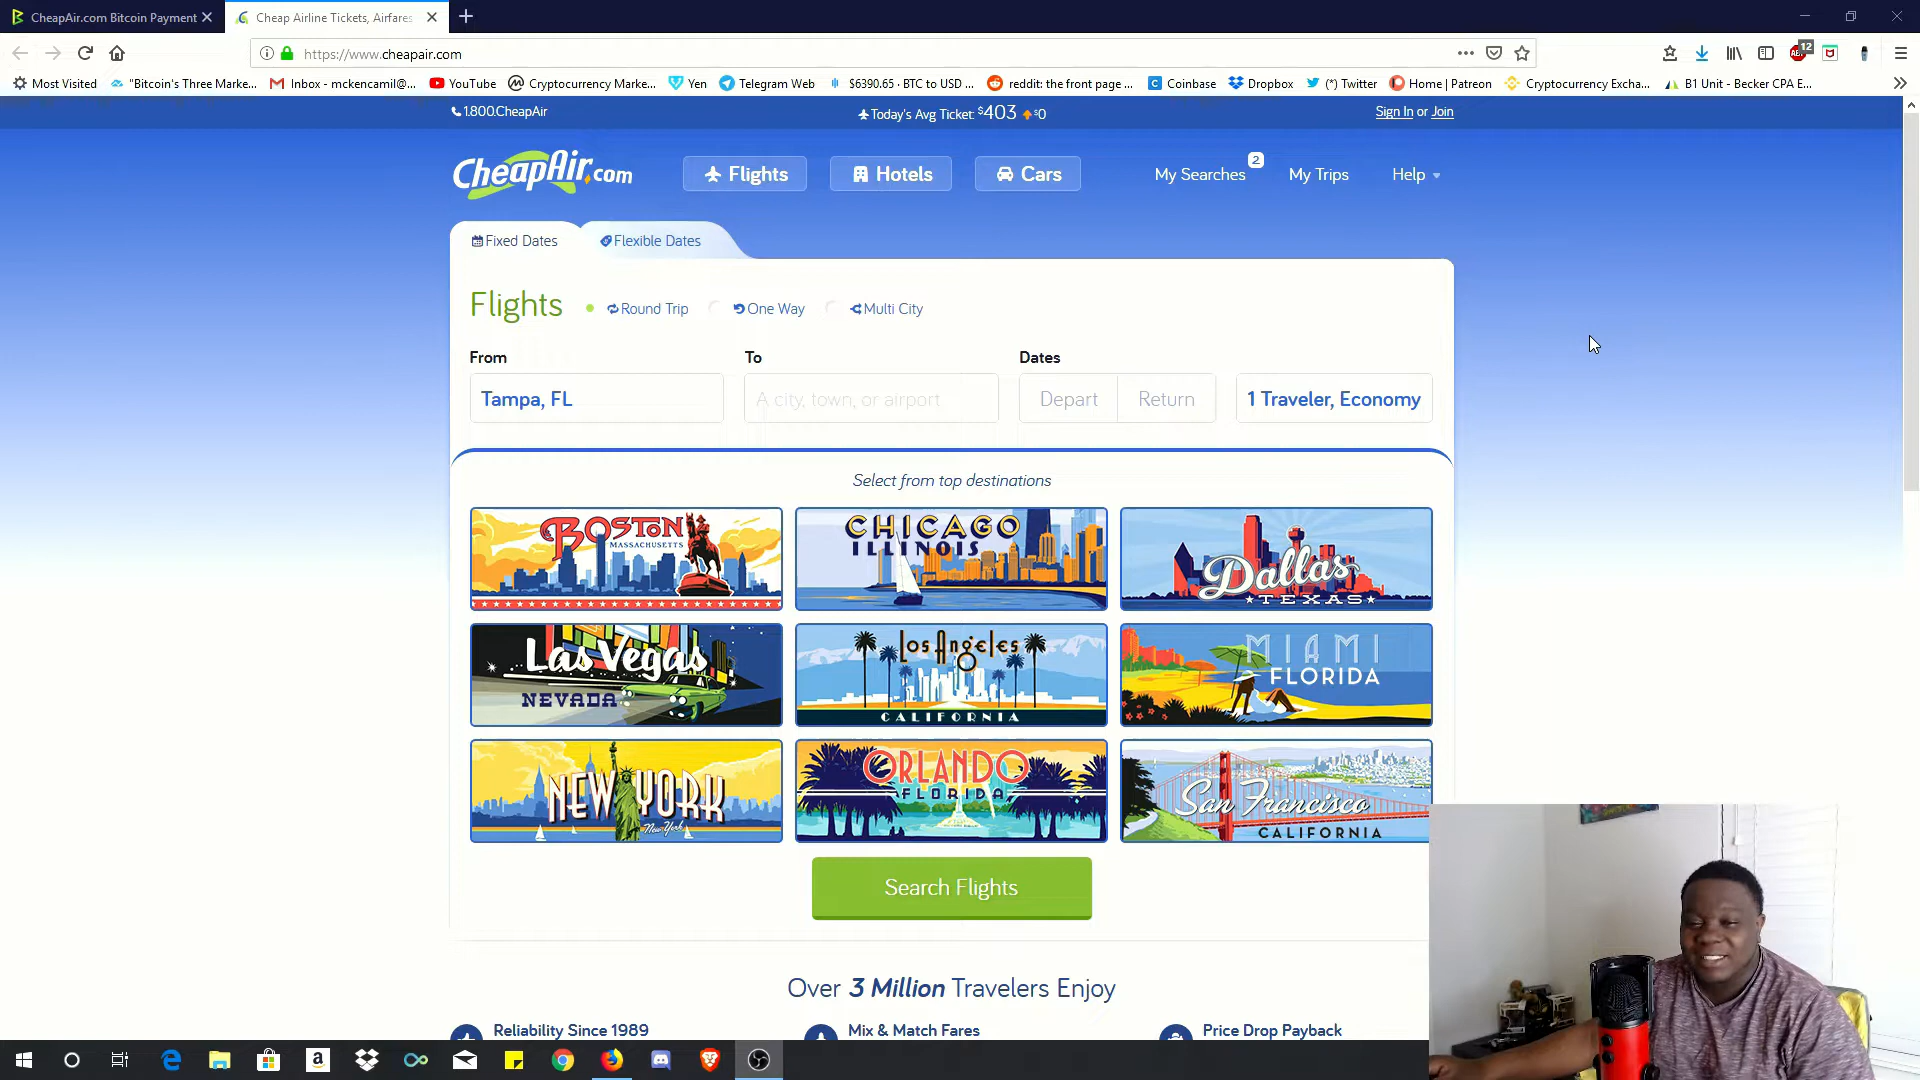 CheapAir.com Bitcoin Payment
Cheap Airline Tickets, Airfares
https://www.cheapair.com
12
Most Visited
"Bitcoin's Three Marke...
Inbox - mckencamil@...
YouTube
Cryptocurrency Marke...
Yen
Telegram Web
$6390.65 · BTC to USD ...
reddit: the front page ...
Coinbase
Dropbox
(*) Twitter
Home | Patreon
Cryptocurrency Excha...
B1 Unit - Becker CPA E...
1.800.CheapAir
Today's Avg Ticket: $403 $0
Sign In or Join
CheapAir.com
Flights
Hotels
Cars
My Searches
2
My Trips
Help
Fixed Dates
Flexible Dates
Flights
Round Trip
One Way
Multi City
From
To
Dates
Tampa, FL
A city, town, or airport
Depart
Return
1 Traveler, Economy
Select from top destinations
BOSTON
MASSACHUSETTS
CHICAGO
ILLINOIS
Dallas
TEXAS
Las Vegas
NEVADA
Los Angeles
CALIFORNIA
MIAMI
FLORIDA
NEW YORK
New York
ORLANDO
FLORIDA
San Francisco
CALIFORNIA
Search Flights
Over 3 Million Travelers Enjoy
Reliability Since 1989
Mix & Match Fares
Price Drop Payback